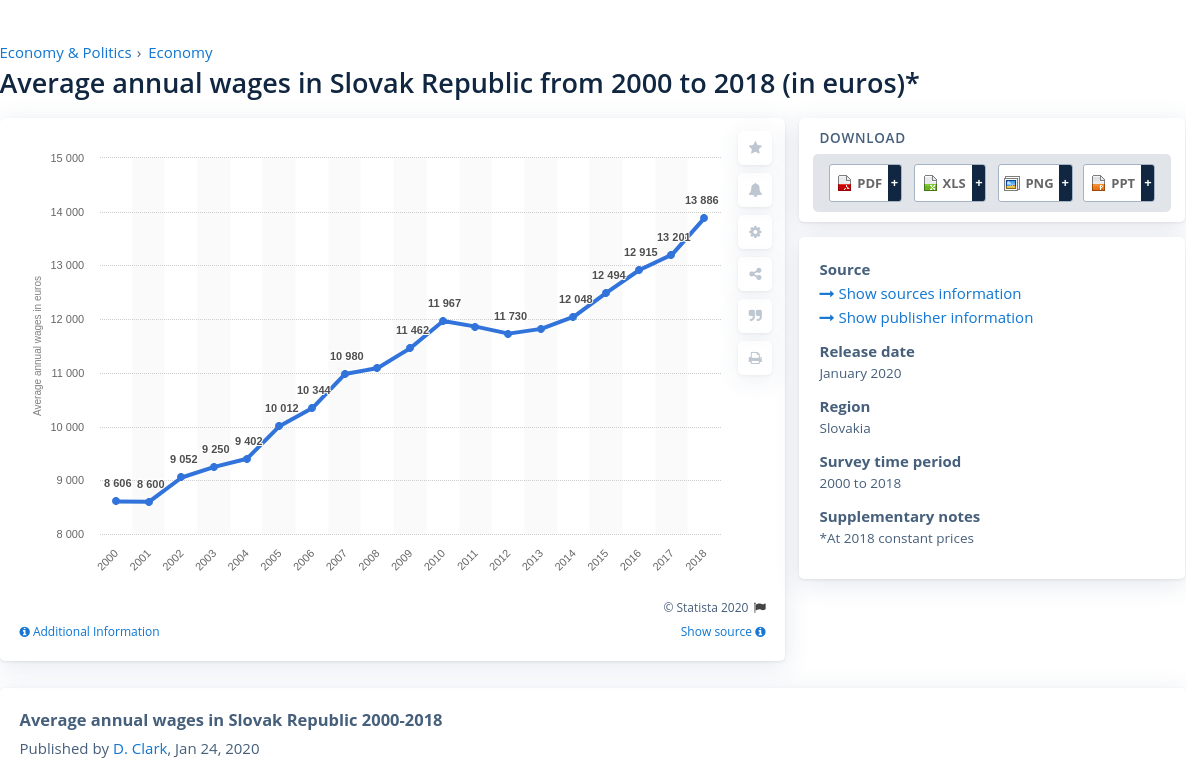 Economy & Politics › Economy
Average annual wages in Slovak Republic from 2000 to 2018 (in euros)*
Average annual wages in euros
15 000
14 000
13 000
12 000
11 000
10 000
9 000
8 000
8 606
8 600
9 052
9 250
9 402
10 012
10 344
10 980
11 462
11 967
11 730
12 048
12 494
12 915
13 201
13 886
2000
2001
2002
2003
2004
2005
2006
2007
2008
2009
2010
2011
2012
2013
2014
2015
2016
2017
2018
© Statista 2020
Additional Information
Show source
DOWNLOAD
PDF +
XLS +
PNG +
PPT +
Source
Show sources information
Show publisher information
Release date
January 2020
Region
Slovakia
Survey time period
2000 to 2018
Supplementary notes
*At 2018 constant prices
Average annual wages in Slovak Republic 2000-2018
Published by D. Clark, Jan 24, 2020